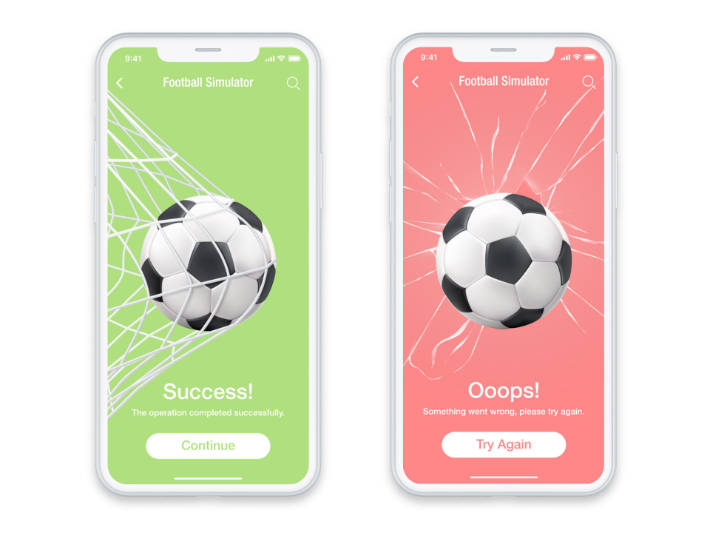 9:41
Football Simulator
Success!
The operation completed successfully.
Continue
9:41
Football Simulator
Ooops!
Something went wrong, please try again.
Try Again